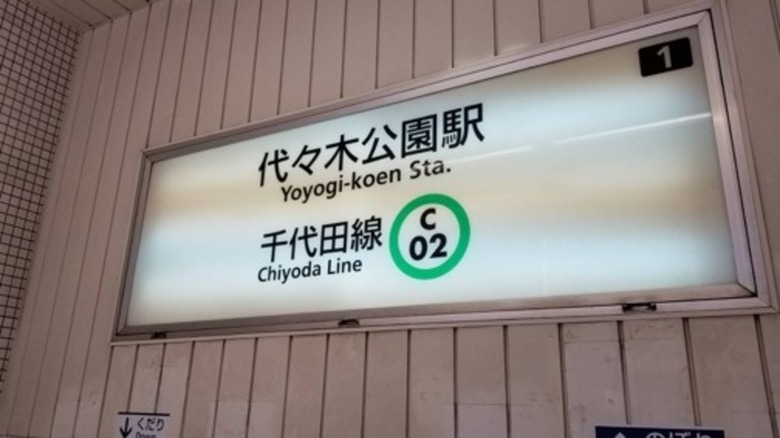 1
代々木公園駅
Yoyogi-koen Sta.
千代田線
Chiyoda Line
C
02
↓ くだり
Down
↑ のぼり